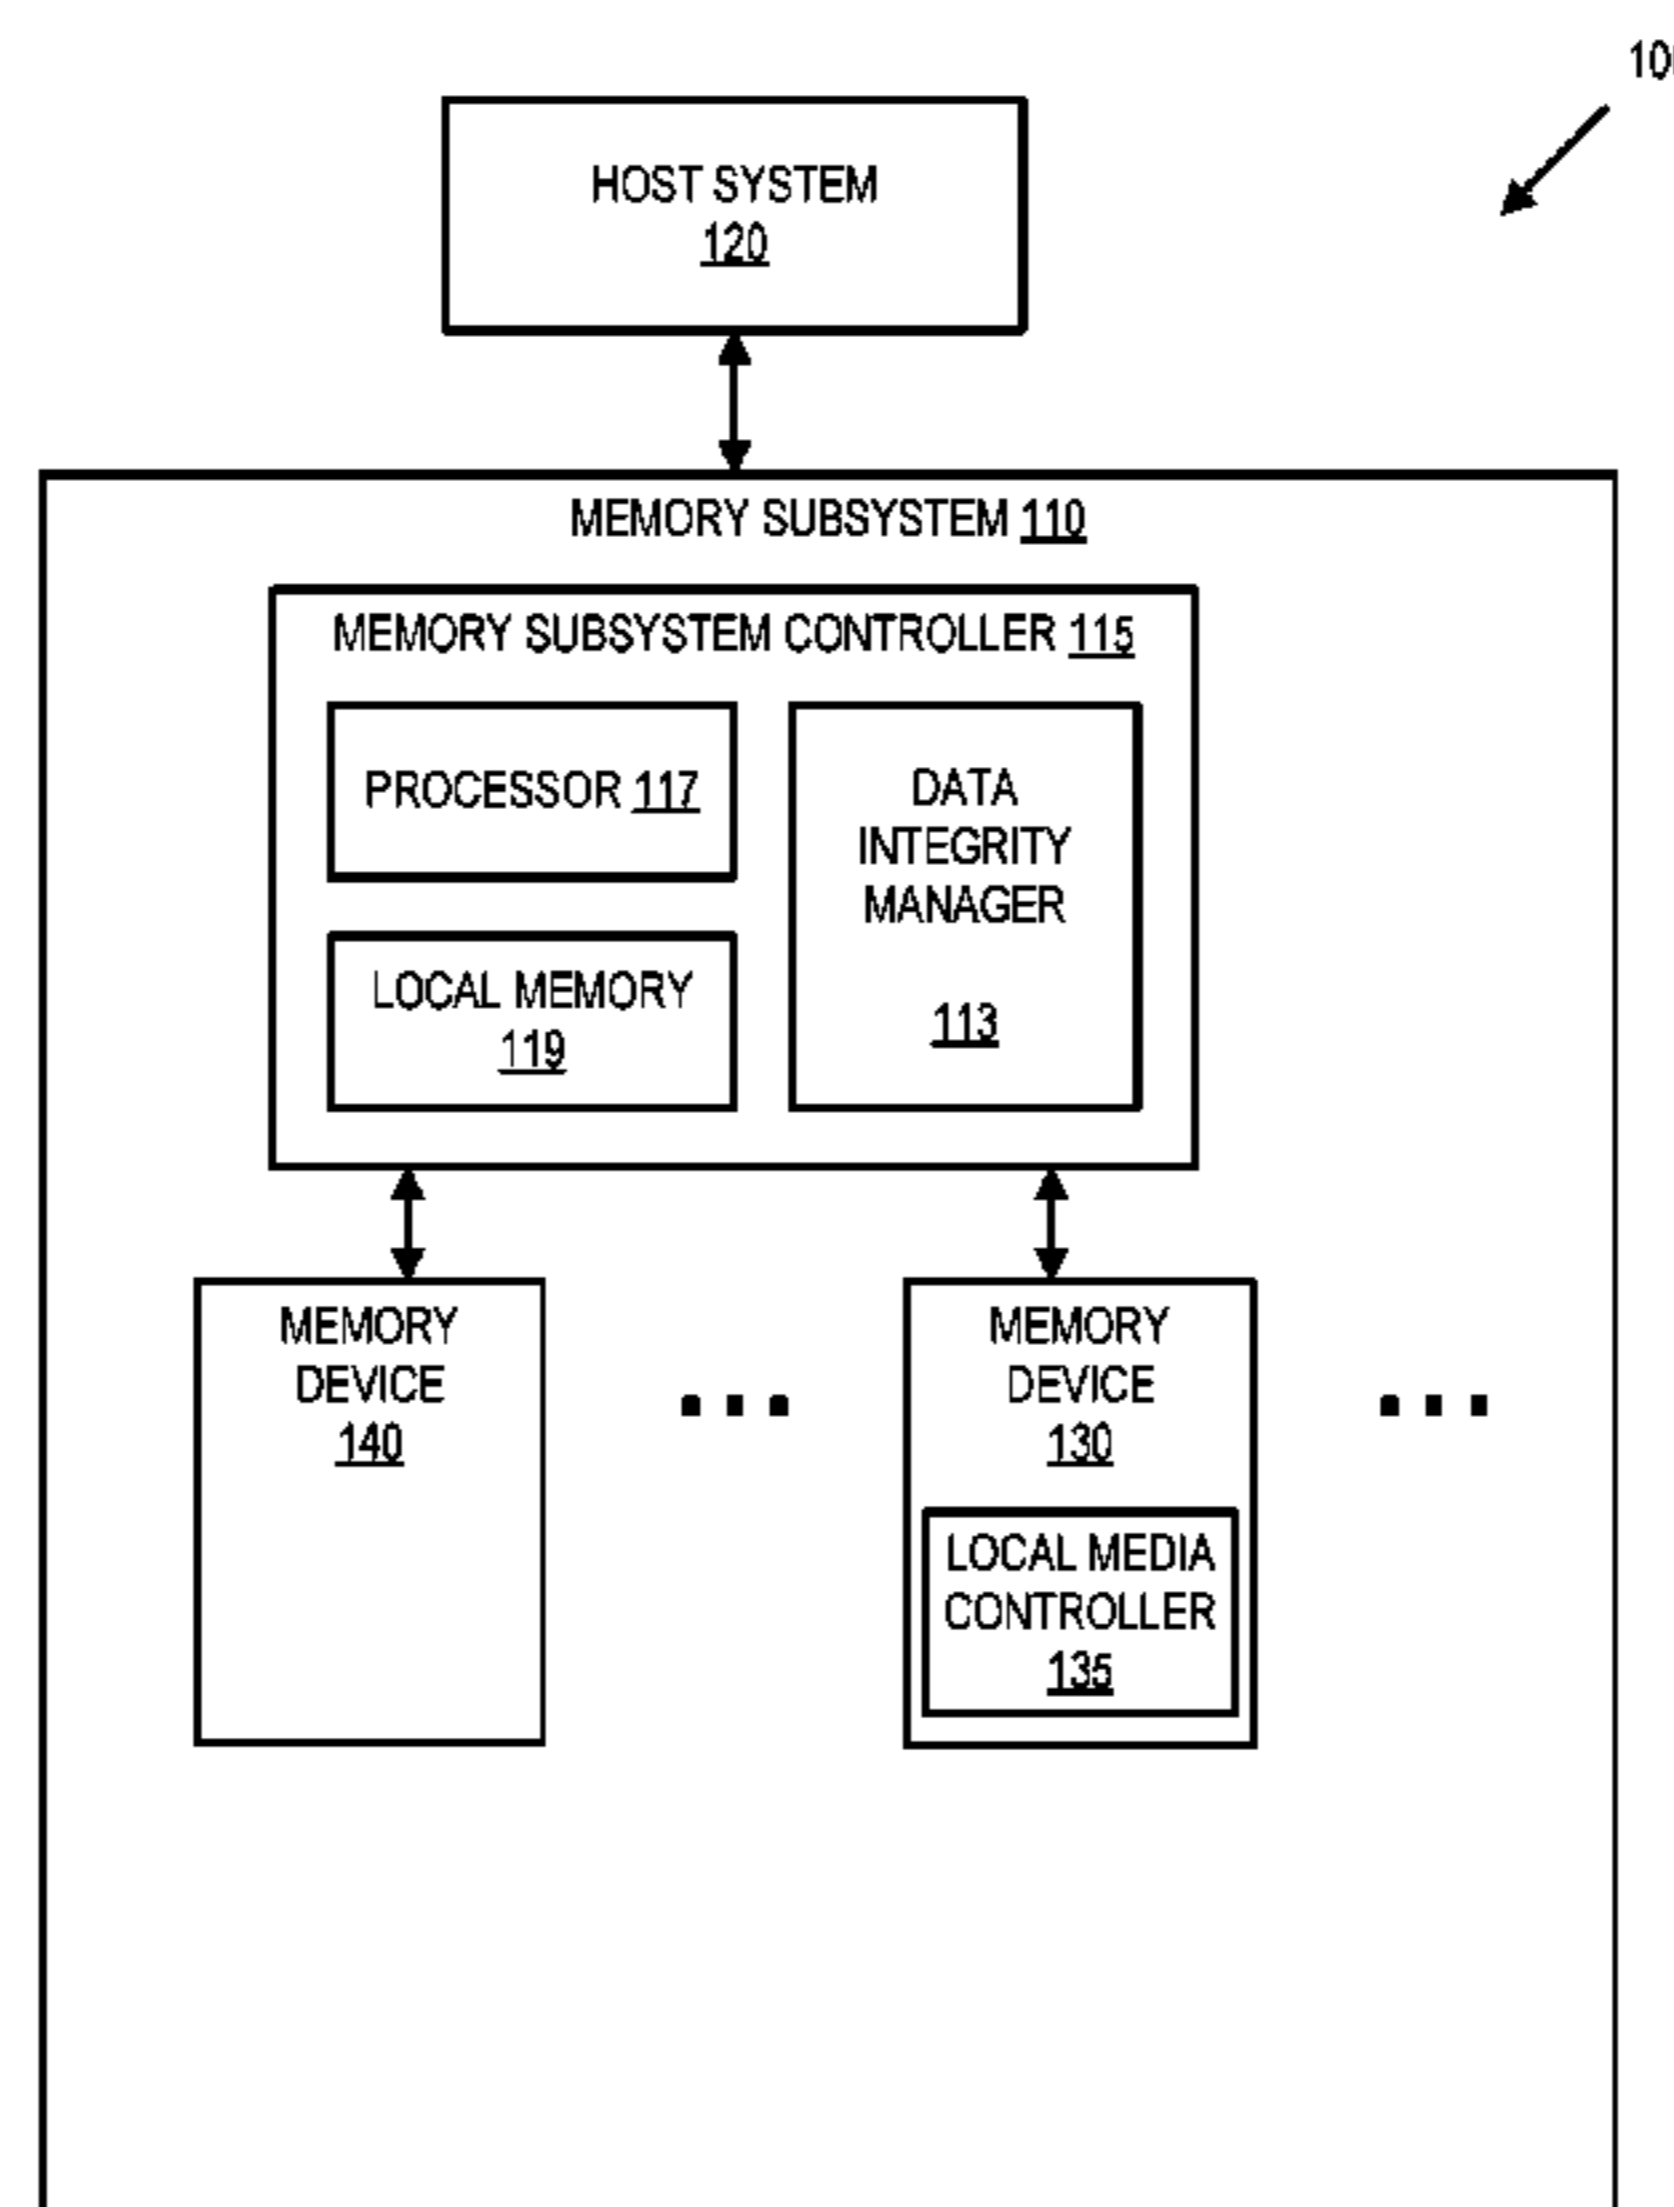 HOST SYSTEM
120
MEMORY SUBSYSTEM 110
MEMORY SUBSYSTEM CONTROLLER 115
PROCESSOR 117
LOCAL MEMORY
119
DATA
INTEGRITY
MANAGER
113
MEMORY
DEVICE
140
MEMORY
DEVICE
130
LOCAL MEDIA
CONTROLLER
135